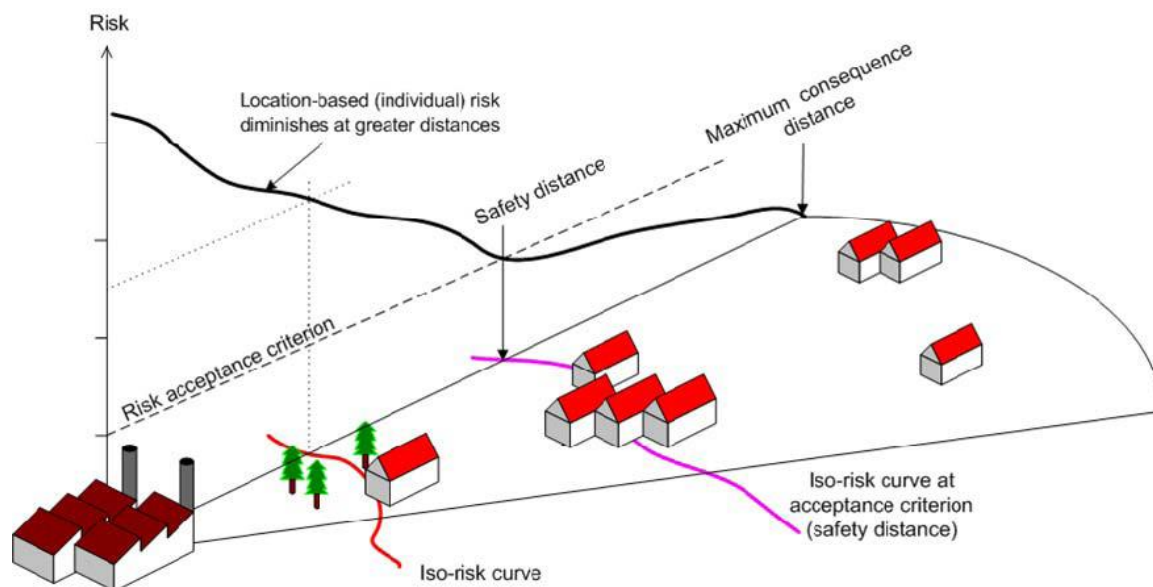 Risk
Location-based (individual) risk
diminishes at greater distances
Safety distance
Maximum consequence
distance
Risk acceptance criterion
Iso-risk curve
Iso-risk curve at
acceptance criterion
(safety distance)